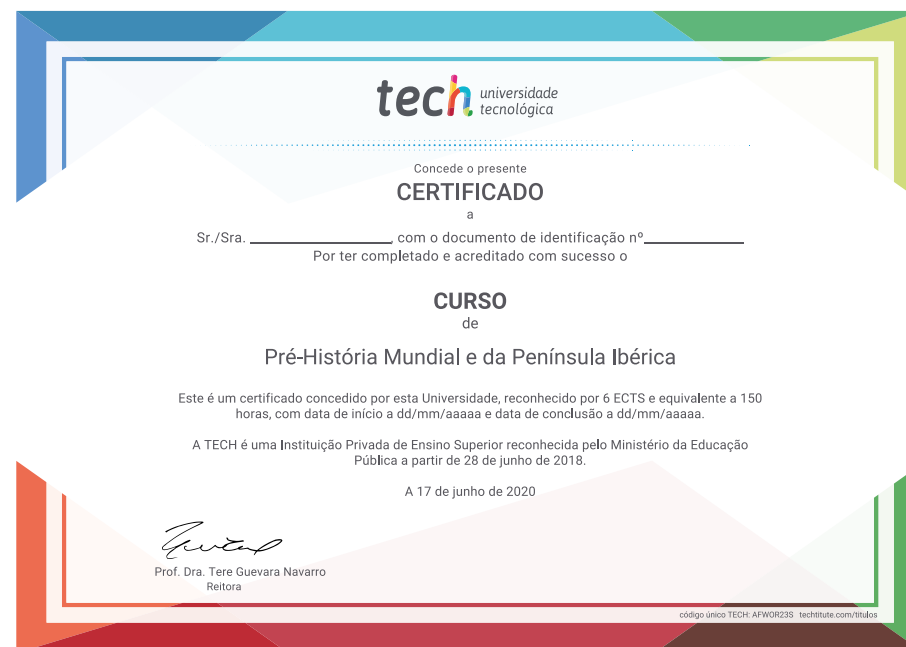 tech universidade
tecnológica
Concede o presente
CERTIFICADO
a
Sr./Sra. ____________________, com o documento de identificação nº______________
Por ter completado e acreditado com sucesso o
CURSO
de
Pré-História Mundial e da Península Ibérica
Este é um certificado concedido por esta Universidade, reconhecido por 6 ECTS e equivalente a 150
horas, com data de início a dd/mm/aaaaa e data de conclusão a dd/mm/aaaaa.
A TECH é uma Instituição Privada de Ensino Superior reconhecida pelo Ministério da Educação
Pública a partir de 28 de junho de 2018.
A 17 de junho de 2020
Prof. Dra. Tere Guevara Navarro
Reitora
código único TECH: AFWOR23S techtitute.com/titulos